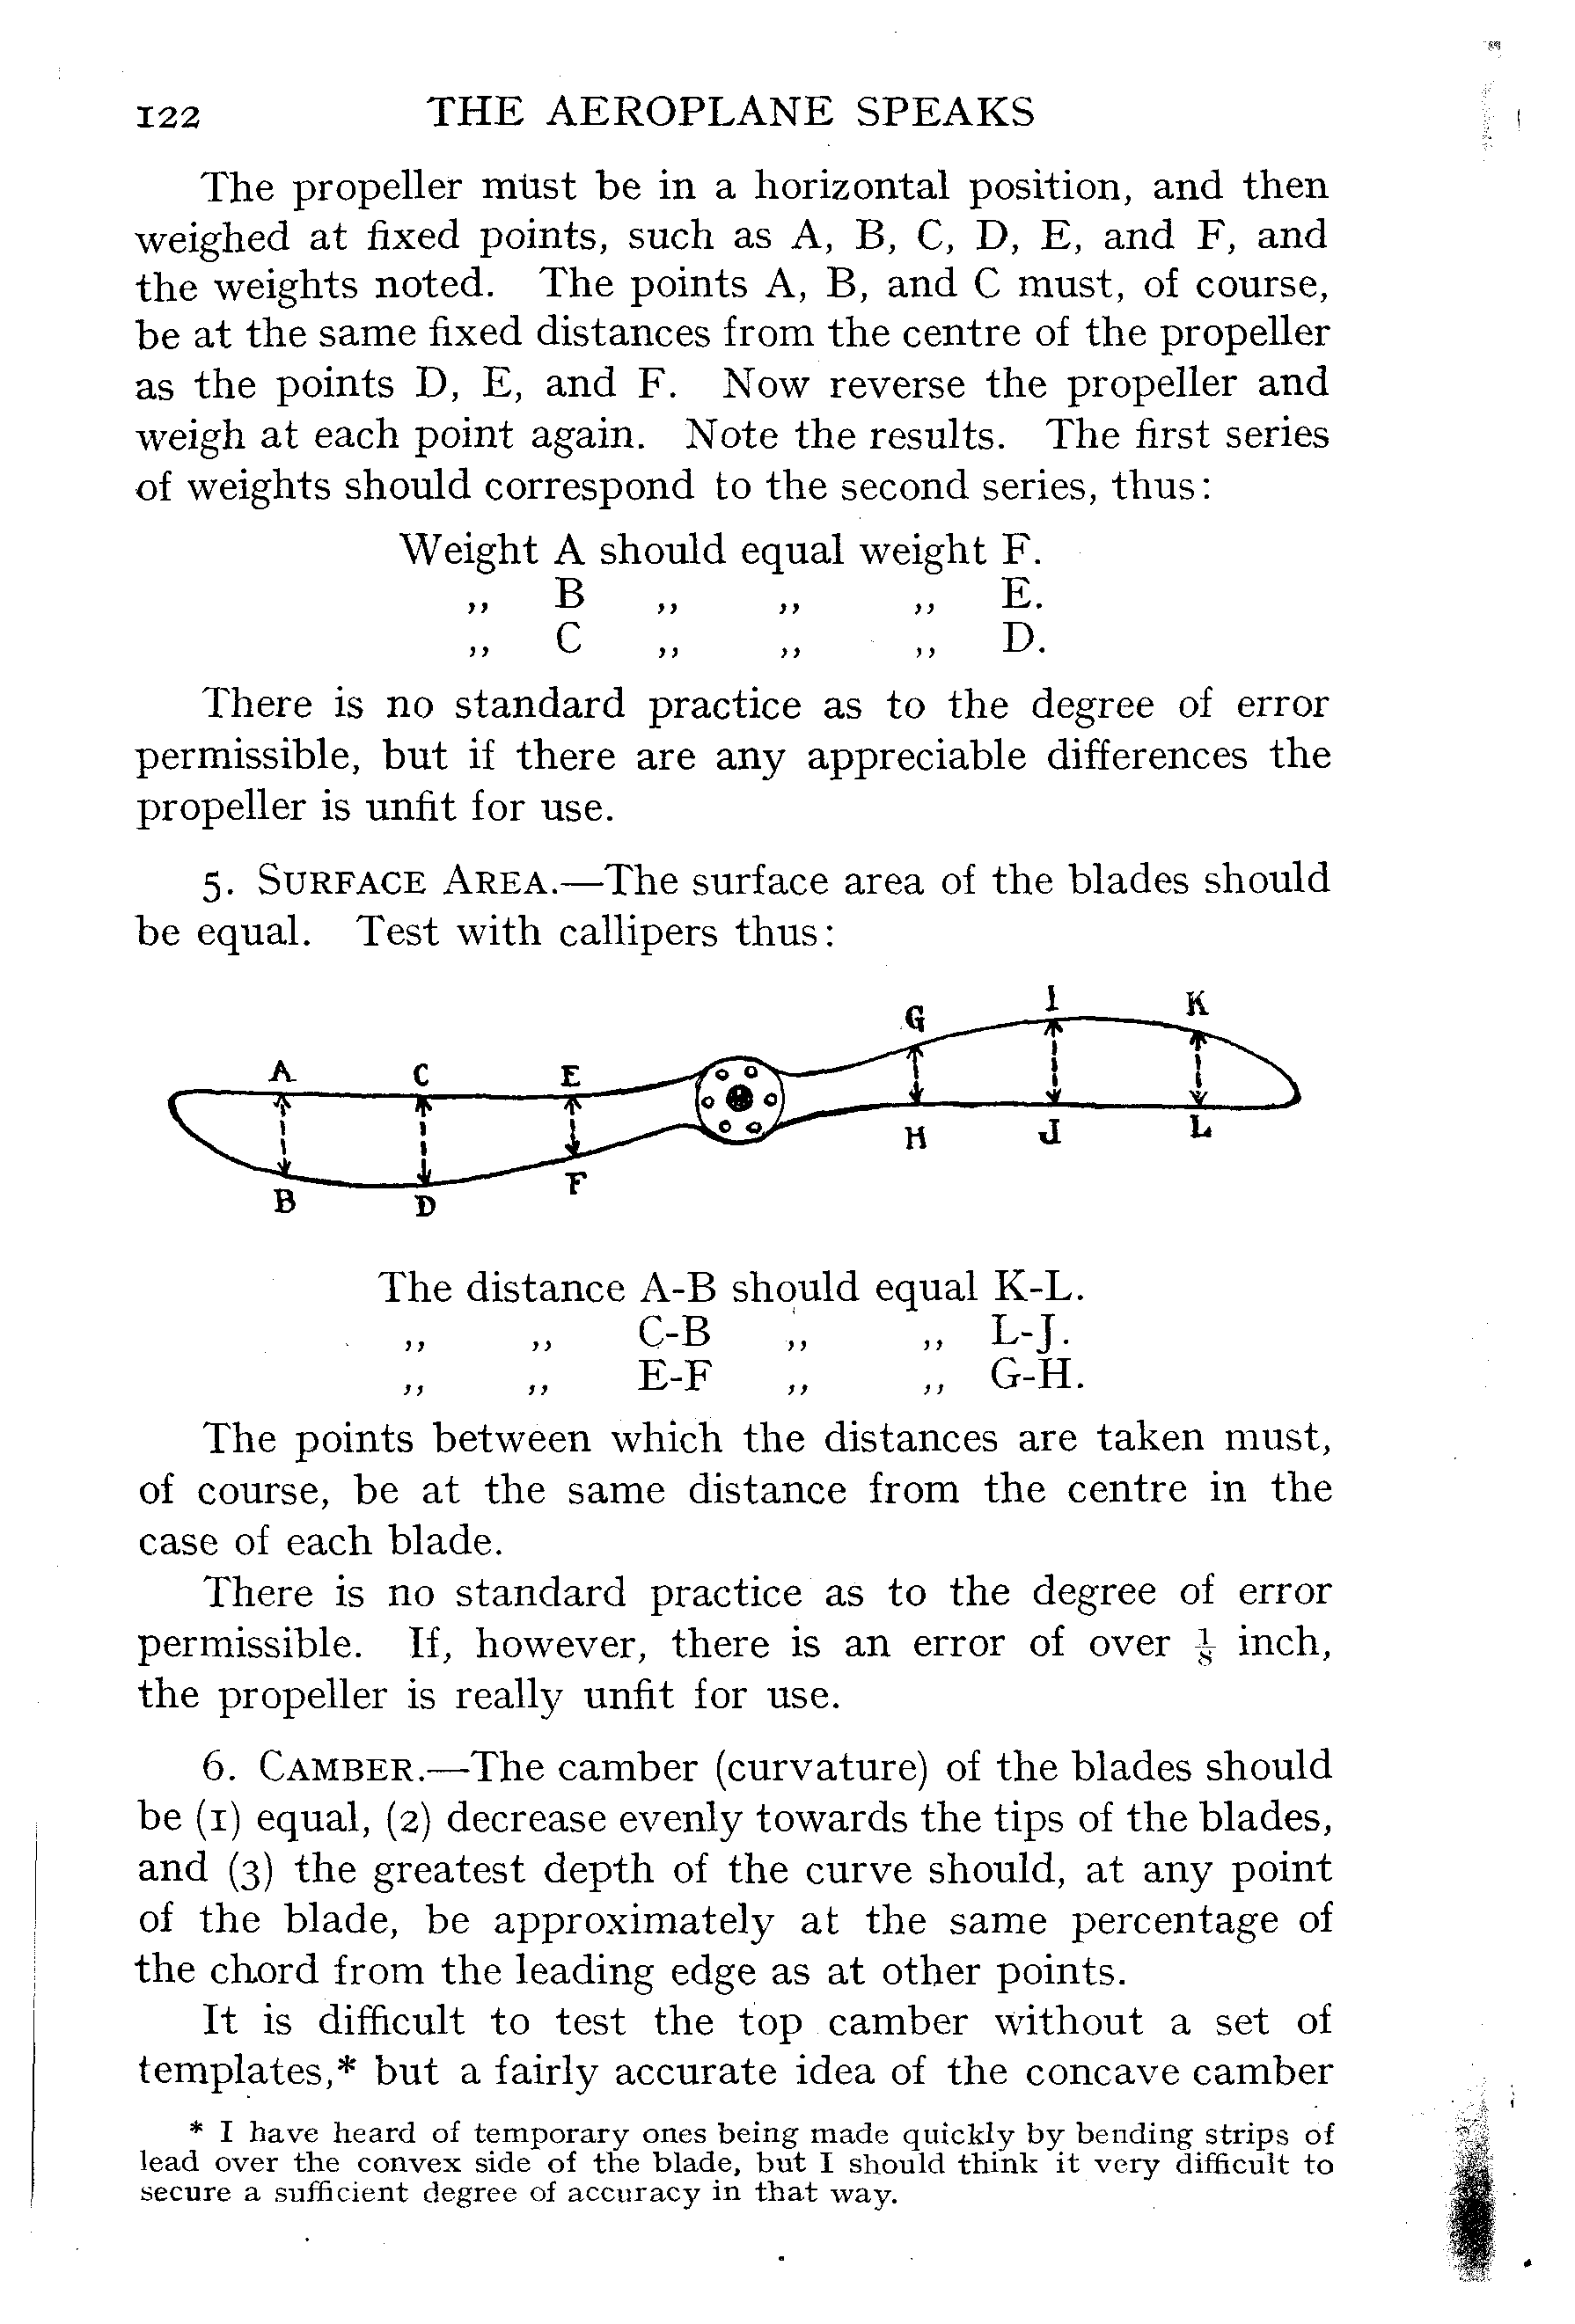 122 THE AEROPLANE SPEAKS
The propeller must be in a horizontal position, and then
weighed at fixed points, such as A, B, C, D, E, and F, and
the weights noted. The points A, B, and C must, of course,
be at the same fixed distances from the centre of the propeller
as the points D, E, and F. Now reverse the propeller and
weigh at each point again. Note the results. The first series
of weights should correspond to the second series, thus:
Weight A should equal weight F.
,, B ,, ,, ,, E.
,, C ,, ,, ,, D.
There is no standard practice as to the degree of error
permissible, but if there are any appreciable differences the
propeller is unfit for use.
5. SURFACE AREA.—The surface area of the blades should
be equal. Test with callipers thus:
G I K
A C E
H J L
B D F
The distance A-B should equal K-L.
,, ,, C-B ,, ,, L-J.
,, ,, E-F ,, ,, G-H.
The points between which the distances are taken must,
of course, be at the same distance from the centre in the
case of each blade.
There is no standard practice as to the degree of error
permissible. If, however, there is an error of over ⅛ inch,
the propeller is really unfit for use.
6. CAMBER.—The camber (curvature) of the blades should
be (1) equal, (2) decrease evenly towards the tips of the blades,
and (3) the greatest depth of the curve should, at any point
of the blade, be approximately at the same percentage of
the chord from the leading edge as at other points.
It is difficult to test the top camber without a set of
templates,* but a fairly accurate idea of the concave camber
* I have heard of temporary ones being made quickly by bending strips of
lead over the convex side of the blade, but I should think it very difficult to
secure a sufficient degree of accuracy in that way.